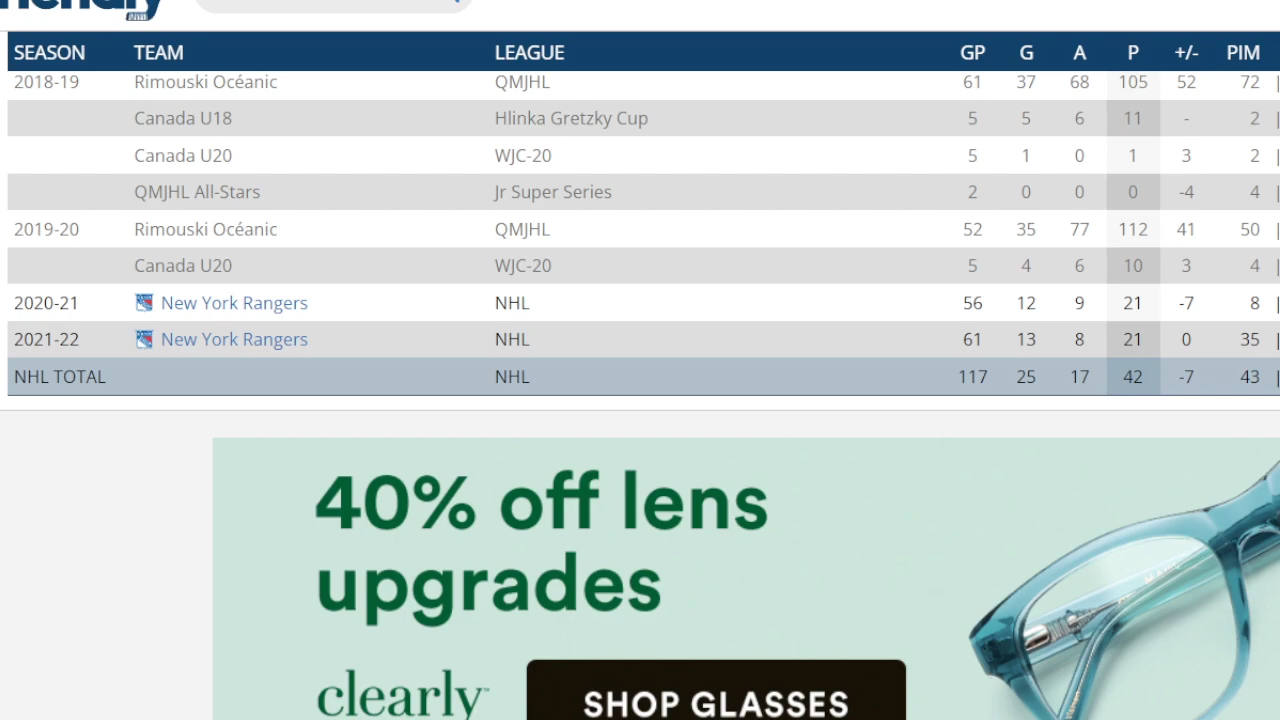 SEASON TEAM LEAGUE GP G A P +/- PIM
2018-19 Rimouski Océanic QMJHL 61 37 68 105 52 72 |
Canada U18 Hlinka Gretzky Cup 5 5 6 11 - 2 |
Canada U20 WJC-20 5 1 0 1 3 2 |
QMJHL All-Stars Jr Super Series 2 0 0 0 -4 4 |
2019-20 Rimouski Océanic QMJHL 52 35 77 112 41 50 |
Canada U20 WJC-20 5 4 6 10 3 4 |
2020-21 New York Rangers NHL 56 12 9 21 -7 8 |
2021-22 New York Rangers NHL 61 13 8 21 0 35 |
NHL TOTAL NHL 117 25 17 42 -7 43 |
40% off lens
upgrades
clearly
SHOP GLASSES